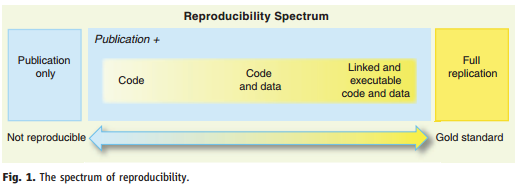 Reproducibility Spectrum
Publication only
Publication +
Code
Code and data
Linked and executable code and data
Full replication
Not reproducible
Gold standard
Fig. 1. The spectrum of reproducibility.